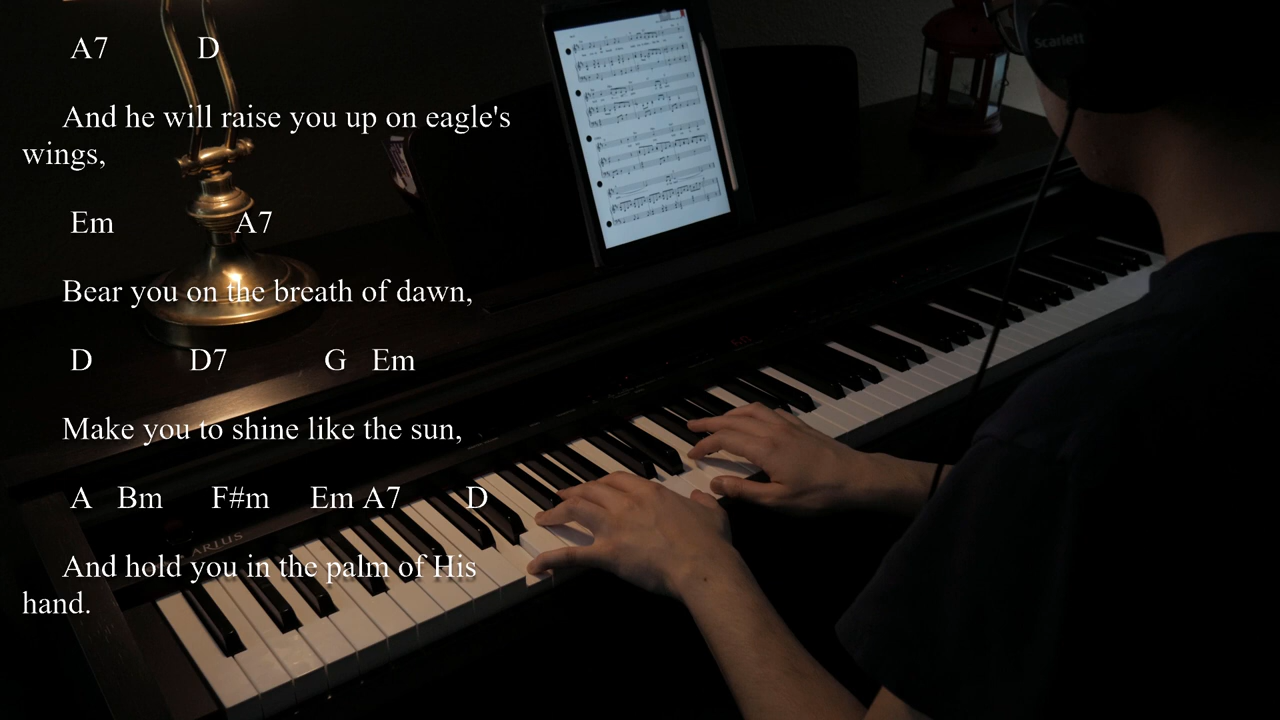 A7 D
And he will raise you up on eagle's
wings,
Em A7
Bear you on the breath of dawn,
D D7 G Em
Make you to shine like the sun,
A Bm F#m Em A7 D
And hold you in the palm of His
hand.
Scarlett
ARIUS